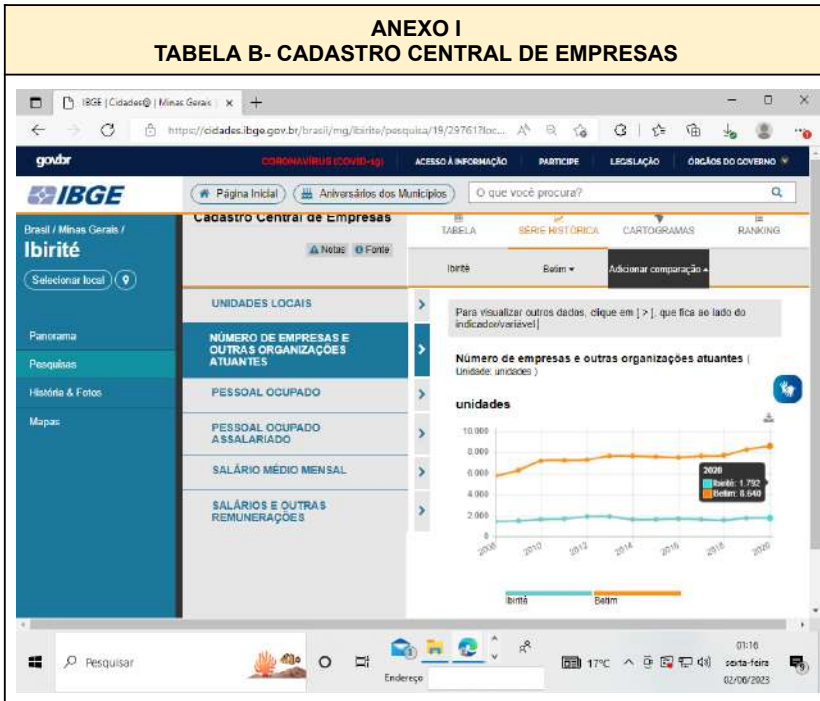 ANEXO I
TABELA B- CADASTRO CENTRAL DE EMPRESAS
IBGE | Cidades@ | Minas Gerais |
https://cidades.ibge.gov.br/brasil/mg/ibirite/pesquisa/19/29761?loc...
govbr
CORONAVÍRUS (COVID-19)
ACESSO À INFORMAÇÃO
PARTICIPE
LEGISLAÇÃO
ÓRGÃOS DO GOVERNO
IBGE
Página Inicial
Aniversários dos Municípios
O que você procura?
Brasil / Minas Gerais /
Ibirité
Selecionar local
Panorama
Pesquisas
História & Fotos
Mapas
Cadastro Central de Empresas
Notas
Fonte
UNIDADES LOCAIS
NÚMERO DE EMPRESAS E
OUTRAS ORGANIZAÇÕES
ATUANTES
PESSOAL OCUPADO
PESSOAL OCUPADO
ASSALARIADO
SALÁRIO MÉDIO MENSAL
SALÁRIOS E OUTRAS
REMUNERAÇÕES
TABELA
SÉRIE HISTÓRICA
CARTOGRAMAS
RANKING
Ibirité
Betim
Adicionar comparação
Para visualizar outros dados, clique em [ > ], que fica ao lado do
indicador/variável
Número de empresas e outras organizações atuantes (
Unidade: unidades )
unidades
10.000
8.000
6.000
4.000
2.000
0
2008
2010
2012
2014
2016
2018
2020
2020
Ibirité: 1.792
Betim: 8.640
Ibirité
Betim
Pesquisar
Endereço
17°C
01:16
sexta-feira
02/06/2023